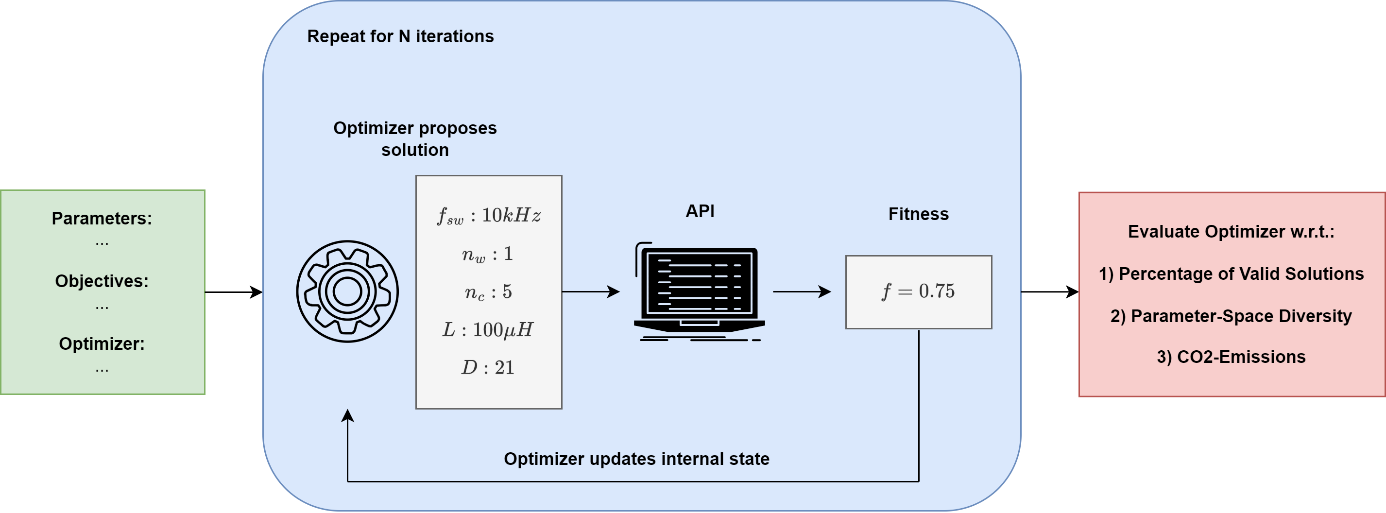 Repeat for N iterations
Parameters:
...
Objectives:
...
Optimizer:
...
Optimizer proposes
solution
f_{sw} : 10kHz
n_w : 1
n_c : 5
L : 100μH
D : 21
API
Fitness
f = 0.75
Optimizer updates internal state
Evaluate Optimizer w.r.t.:
1) Percentage of Valid Solutions
2) Parameter-Space Diversity
3) CO2-Emissions